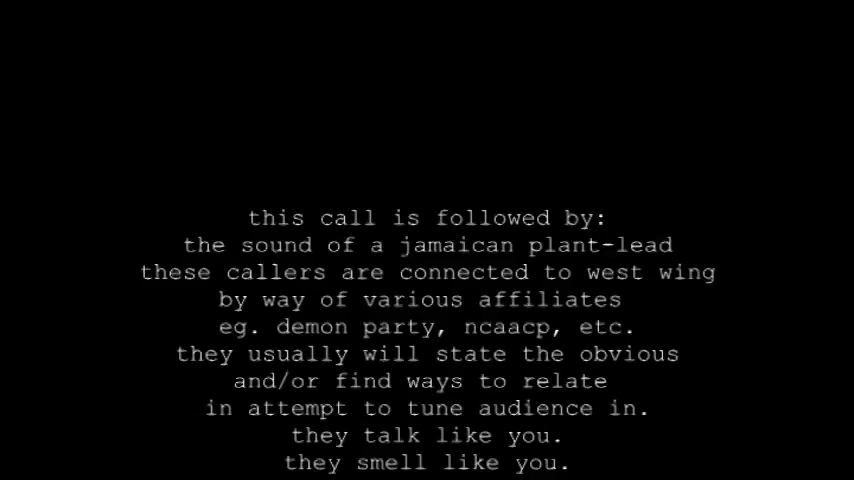 this call is followed by:
the sound of a jamaican plant-lead
these callers are connected to west wing
by way of various affiliates
eg. demon party, ncaacp, etc.
they usually will state the obvious
and/or find ways to relate
in attempt to tune audience in.
they talk like you.
they smell like you.